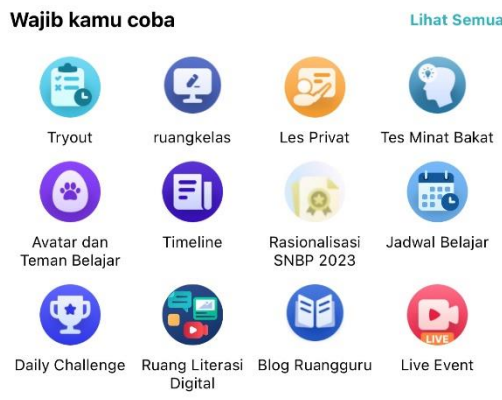 Wajib kamu coba
Lihat Semua
Tryout
ruangkelas
Les Privat
Tes Minat Bakat
Avatar dan
Teman Belajar
Timeline
Rasionalisasi
SNBP 2023
Jadwal Belajar
Daily Challenge
Ruang Literasi
Digital
Blog Ruangguru
LIVE
Live Event